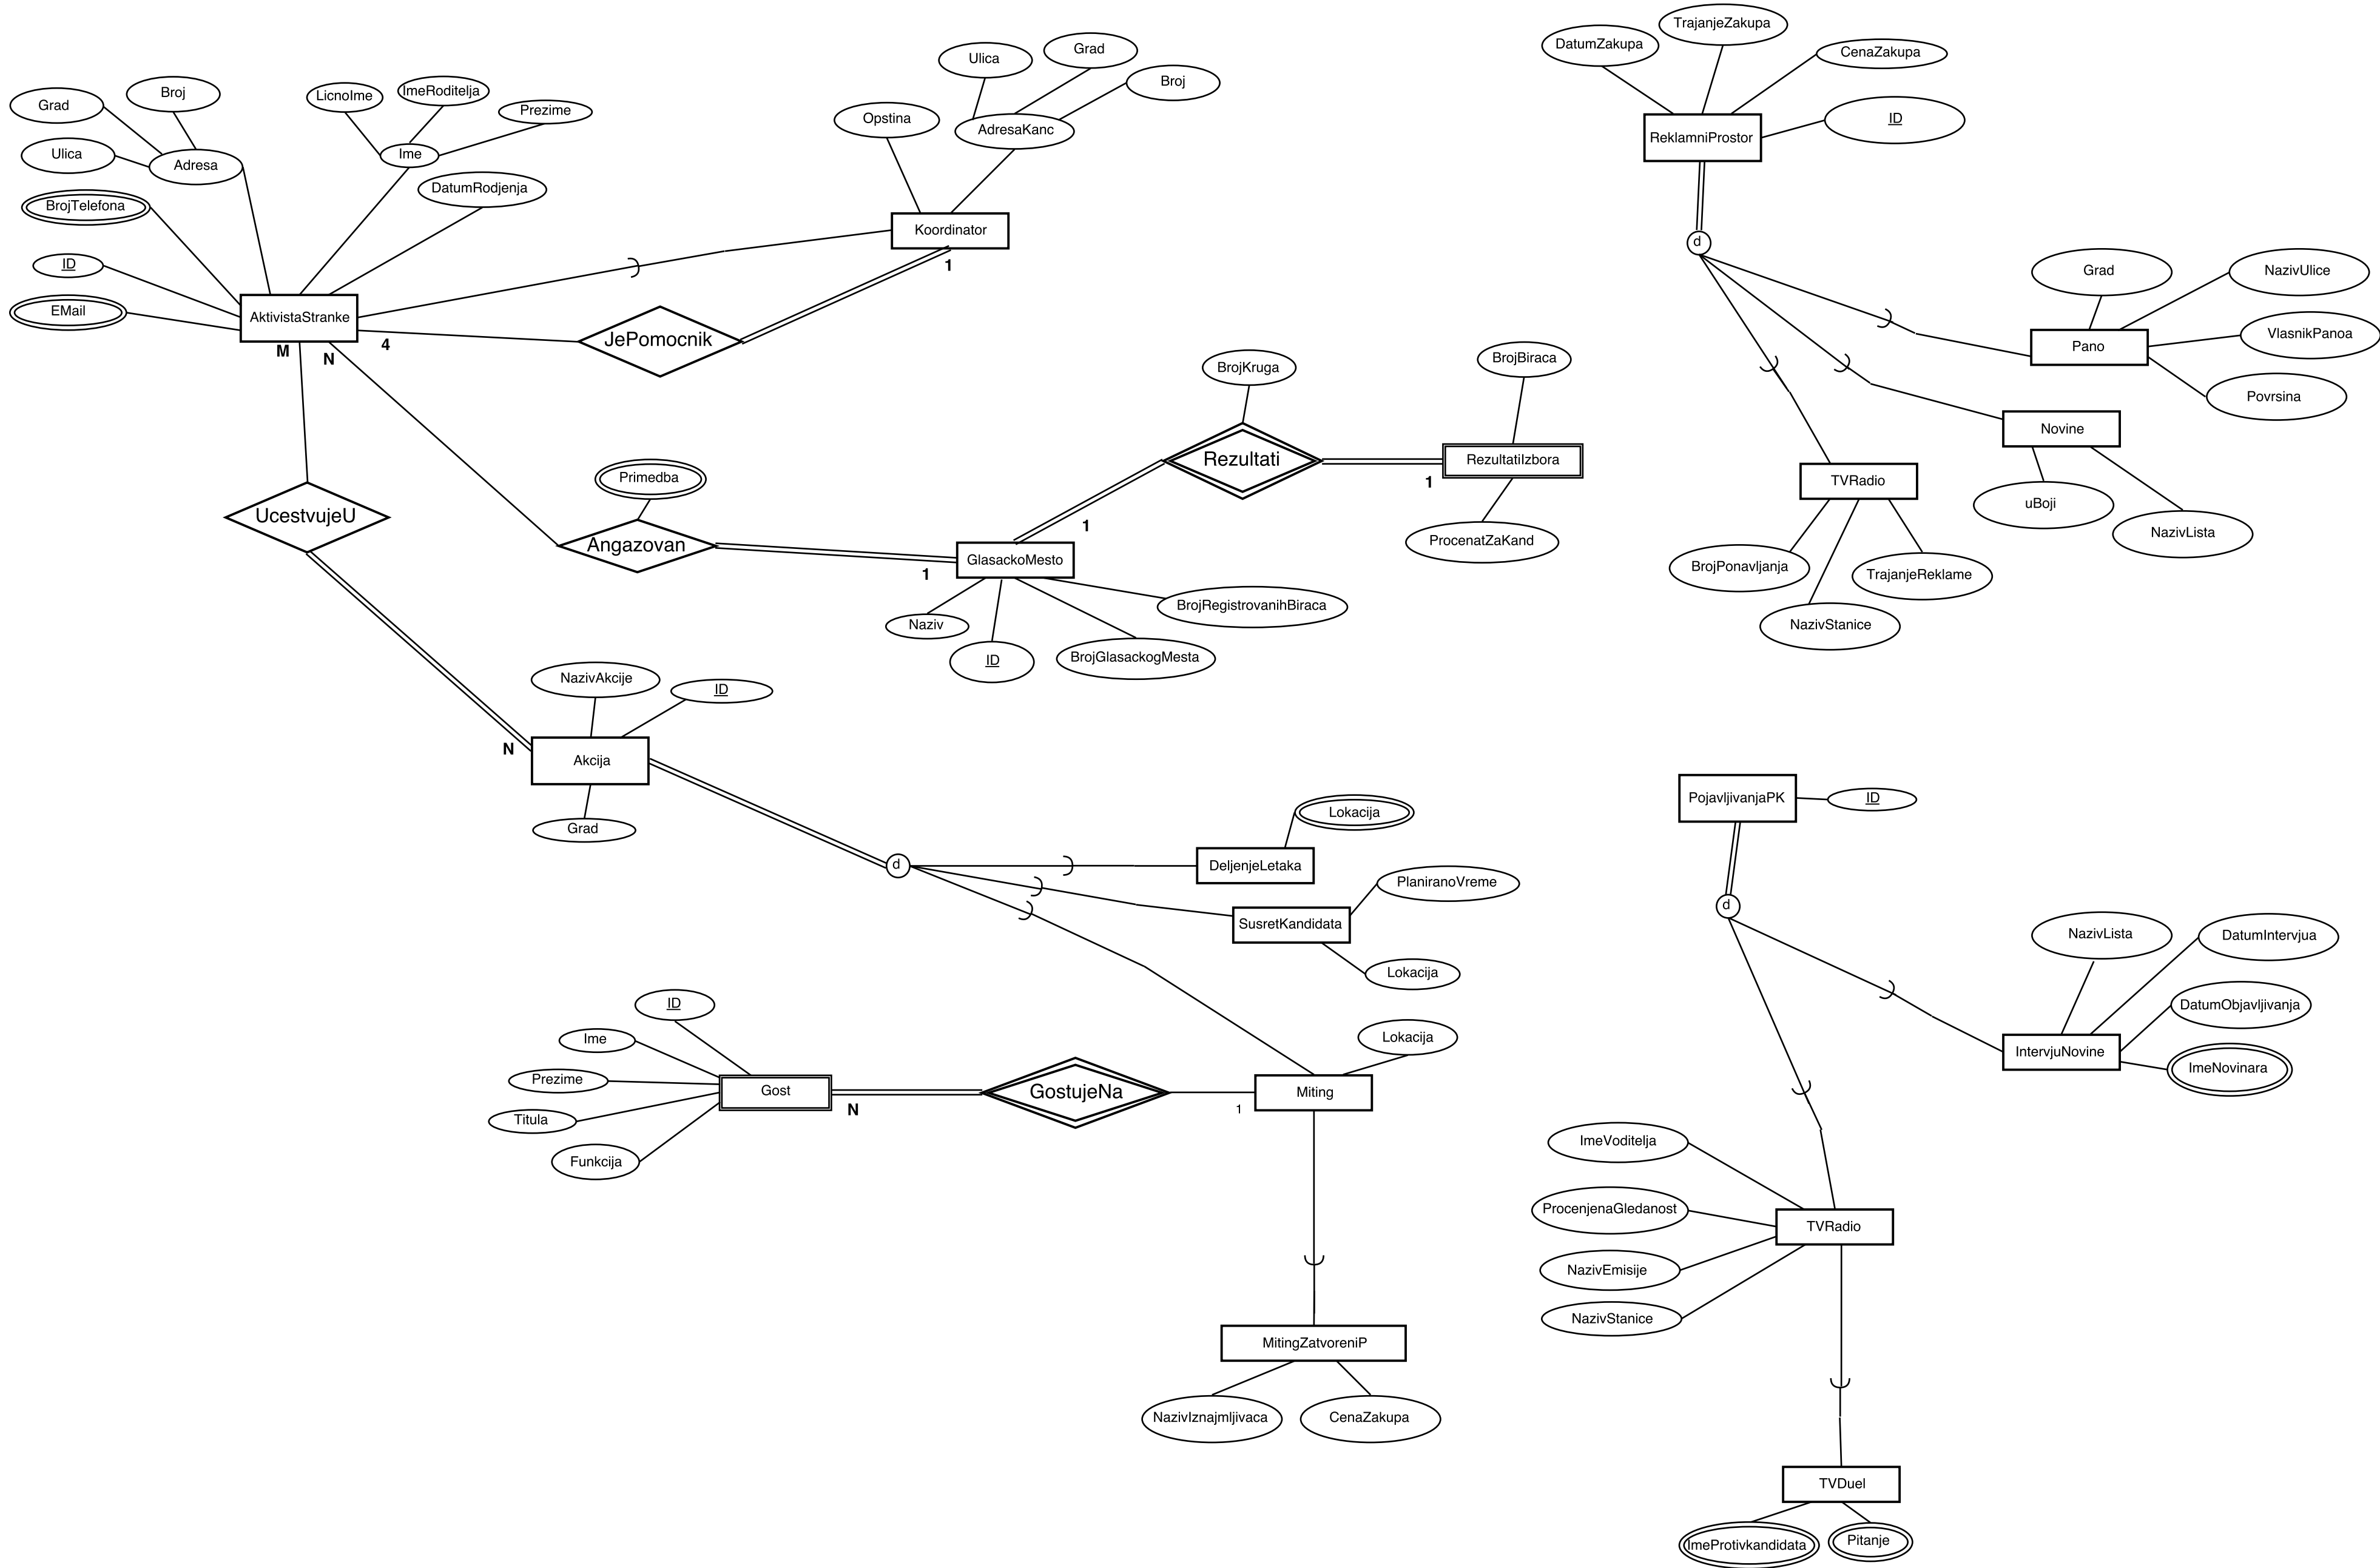 TrajanjeZakupa
DatumZakupa
CenaZakupa
Ulica
Grad
Broj
LicnoIme
ImeRoditelja
Prezime
Broj
Grad
Opstina
AdresaKanc
ID
ReklamniProstor
Ulica
Adresa
Ime
BrojTelefona
DatumRodjenja
Koordinator
1
d
ID
EMail
AktivistaStranke
M
N
4
JePomocnik
Grad
NazivUlice
VlasnikPanoa
Pano
Povrsina
BrojKruga
BrojBiraca
Novine
Rezultati
RezultatiIzbora
1
1
ProcenatZaKand
TVRadio
uBoji
NazivLista
BrojPonavljanja
TrajanjeReklame
NazivStanice
Primedba
UcestvujeU
Angazovan
1
GlasackoMesto
BrojRegistrovanihBiraca
Naziv
ID
BrojGlasackogMesta
NazivAkcije
ID
N
Akcija
Grad
d
Lokacija
DeljenjeLetaka
PlaniranoVreme
SusretKandidata
Lokacija
PojavljivanjaPK
ID
d
NazivLista
DatumIntervjua
DatumObjavljivanja
IntervjuNovine
ImeNovinara
ID
Ime
Prezime
Titula
Funkcija
Gost
N
GostujeNa
1
Miting
Lokacija
ImeVoditelja
ProcenjenaGledanost
TVRadio
NazivEmisije
NazivStanice
MitingZatvoreniP
NazivIznajmljivaca
CenaZakupa
TVDuel
ImeProtivkandidata
Pitanje